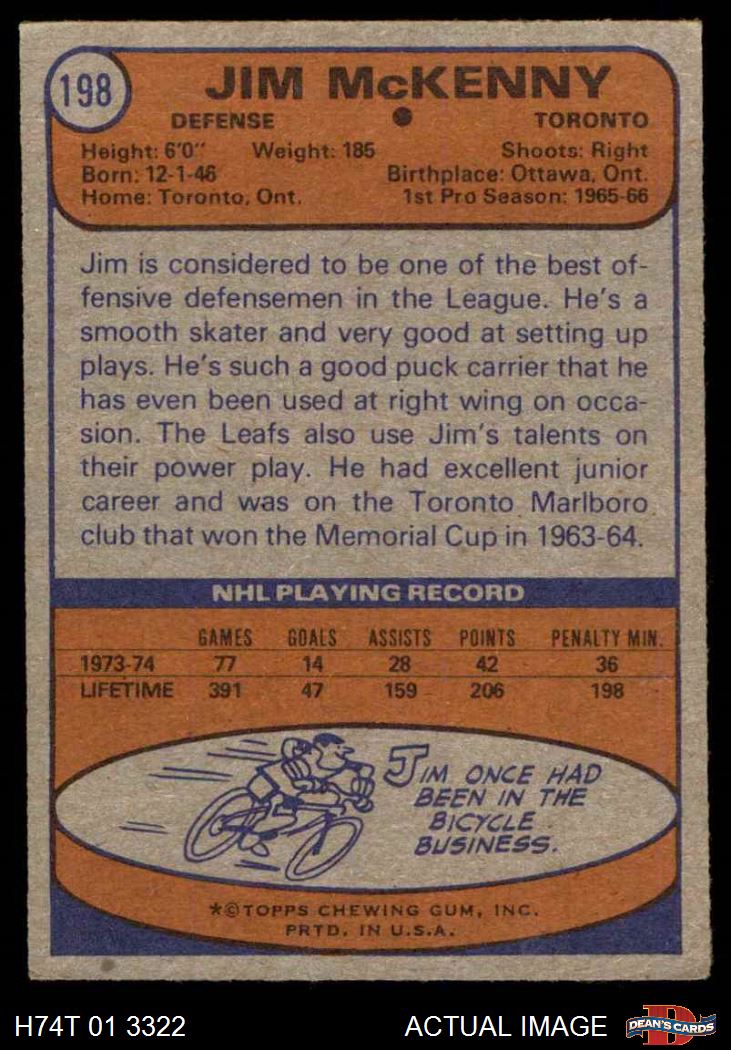 198
JIM McKENNY
DEFENSE ● TORONTO
Height: 6'0" Weight: 185 Shoots: Right
Born: 12-1-46 Birthplace: Ottawa, Ont.
Home: Toronto, Ont. 1st Pro Season: 1965-66
Jim is considered to be one of the best of-
fensive defensemen in the League. He's a
smooth skater and very good at setting up
plays. He's such a good puck carrier that he
has even been used at right wing on occa-
sion. The Leafs also use Jim's talents on
their power play. He had excellent junior
career and was on the Toronto Marlboro
club that won the Memorial Cup in 1963-64.
NHL PLAYING RECORD
GAMES GOALS ASSISTS POINTS PENALTY MIN.
1973-74 77 14 28 42 36
LIFETIME 391 47 159 206 198
JIM ONCE HAD
BEEN IN THE
BICYCLE
BUSINESS.
*©TOPPS CHEWING GUM, INC.
PRTD. IN U.S.A.
H74T 01 3322 ACTUAL IMAGE D DEAN'S CARDS